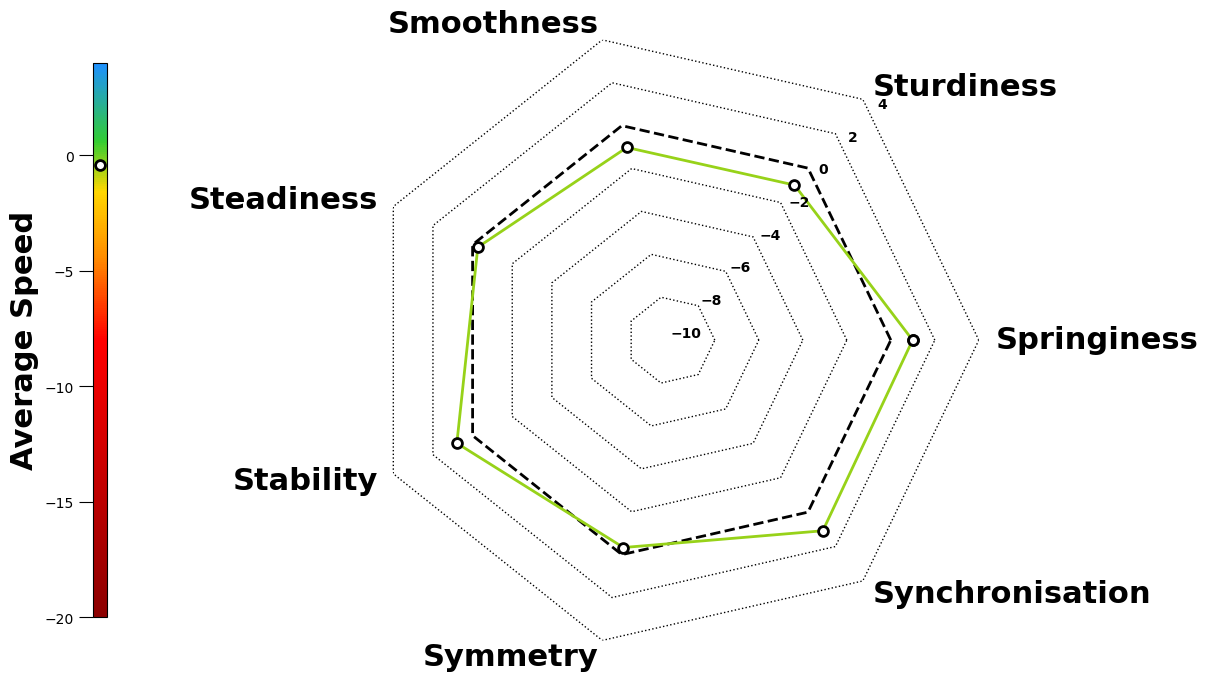 Smoothness
Sturdiness
4
2
0
−2
−4
−6
−8
−10
Steadiness
Springiness
Stability
Synchronisation
Symmetry
Average Speed
0
−5
−10
−15
−20